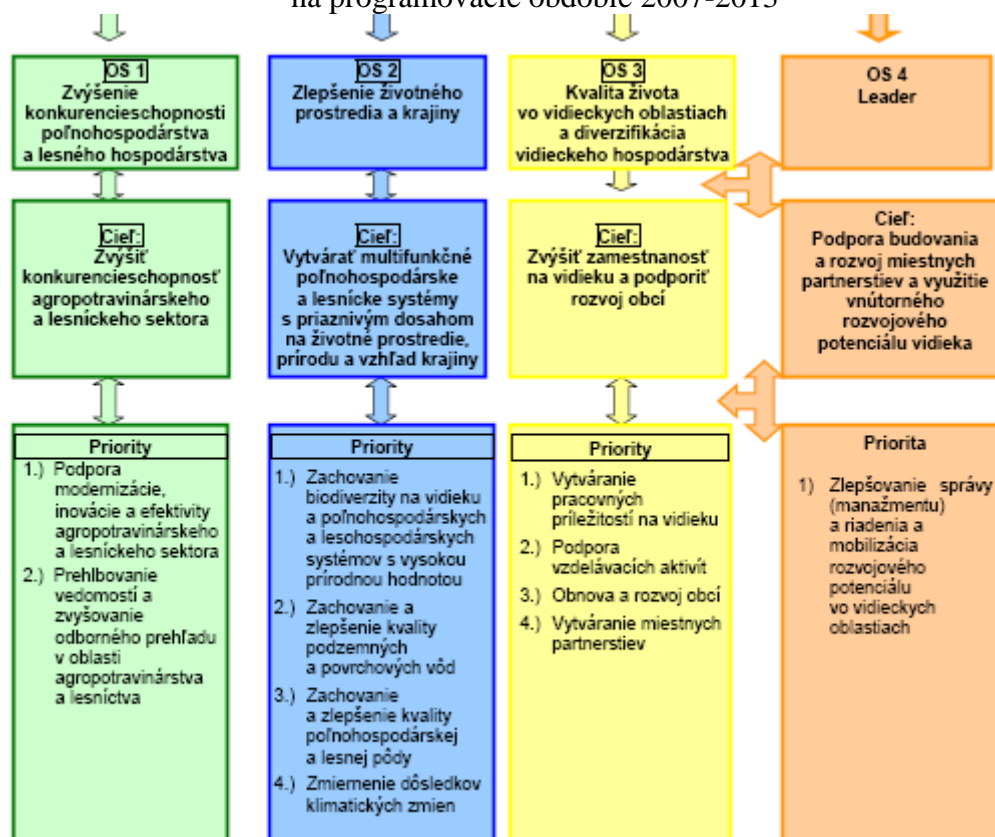 na programovacie obdobie 2007-2013
OS 1
Zvýšenie
konkurencieschopnosti
poľnohospodárstva
a lesného hospodárstva
OS 2
Zlepšenie životného
prostredia a krajiny
OS 3
Kvalita života
vo vidieckych oblastiach
a diverzifikácia
vidieckeho hospodárstva
OS 4
Leader
Cieľ:
Zvýšiť
konkurencieschopnosť
agropotravinárskeho
a lesníckeho sektora
Cieľ:
Vytvárať multifunkčné
poľnohospodárske
a lesnícke systémy
s priaznivým dosahom
na životné prostredie,
prírodu a vzhľad krajiny
Cieľ:
Zvýšiť zamestnanosť
na vidieku a podporiť
rozvoj obcí
Cieľ:
Podpora budovania
a rozvoj miestnych
partnerstiev a využitie
vnútorného
rozvojového
potenciálu vidieka
Priority
1.) Podpora
modernizácie,
inovácie a efektivity
agropotravinárskeho
a lesníckeho sektora
2.) Prehlbovanie
vedomostí a
zvyšovanie
odborného prehľadu
v oblasti
agropotravinárstva
a lesníctva
Priority
1.) Zachovanie
biodiverzity na vidieku
a poľnohospodárskych
a lesohospodárskych
systémov s vysokou
prírodnou hodnotou
2.) Zachovanie a
zlepšenie kvality
podzemných
a povrchových vôd
3.) Zachovanie
a zlepšenie kvality
poľnohospodárskej
a lesnej pôdy
4.) Zmiernenie dôsledkov
klimatických zmien
Priority
1.) Vytváranie
pracovných
príležitostí na vidieku
2.) Podpora
vzdelávacích aktivít
3.) Obnova a rozvoj obcí
4.) Vytváranie miestnych
partnerstiev
Priorita
1) Zlepšovanie správy
(manažmentu)
a riadenia a
mobilizácia
rozvojového
potenciálu
vo vidieckych
oblastiach